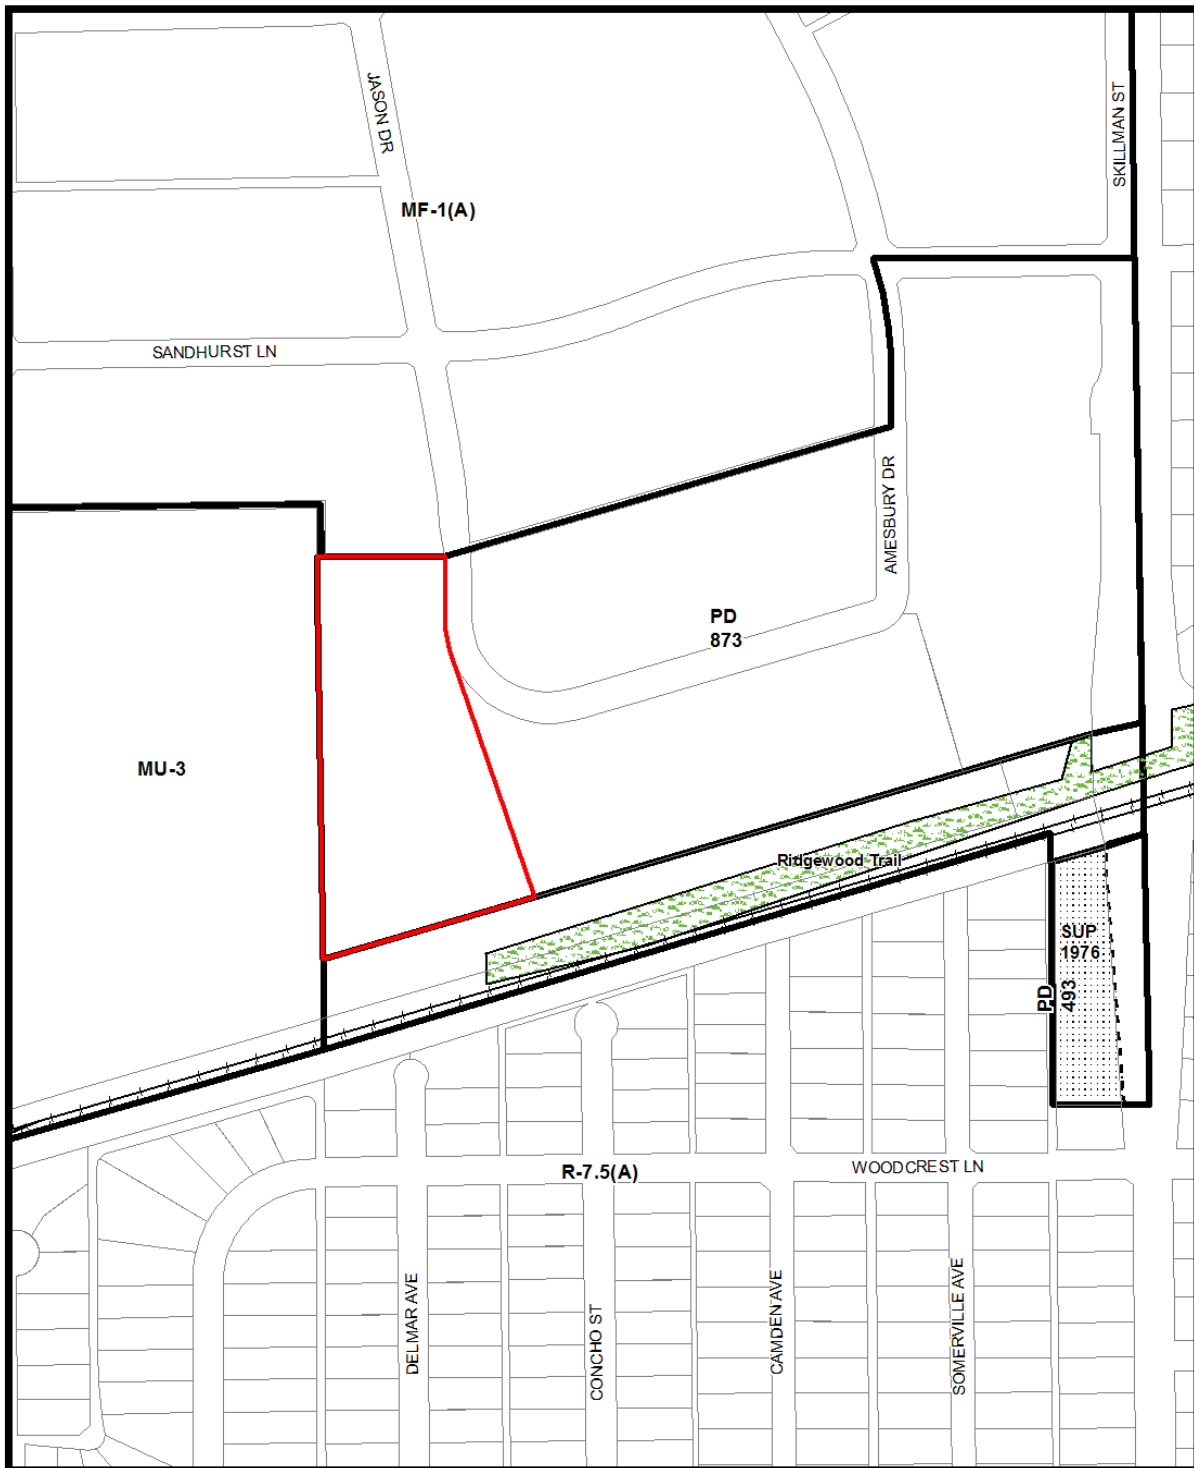 JASON DR
SKILLMAN ST
MF-1(A)
SANDHURST LN
AMESBURY DR
PD
873
MU-3
Ridgewood Trail
SUP
1976
PD
493
R-7.5(A)
WOODCREST LN
DELMAR AVE
CONCHO ST
CAMDEN AVE
SOMERVILLE AVE